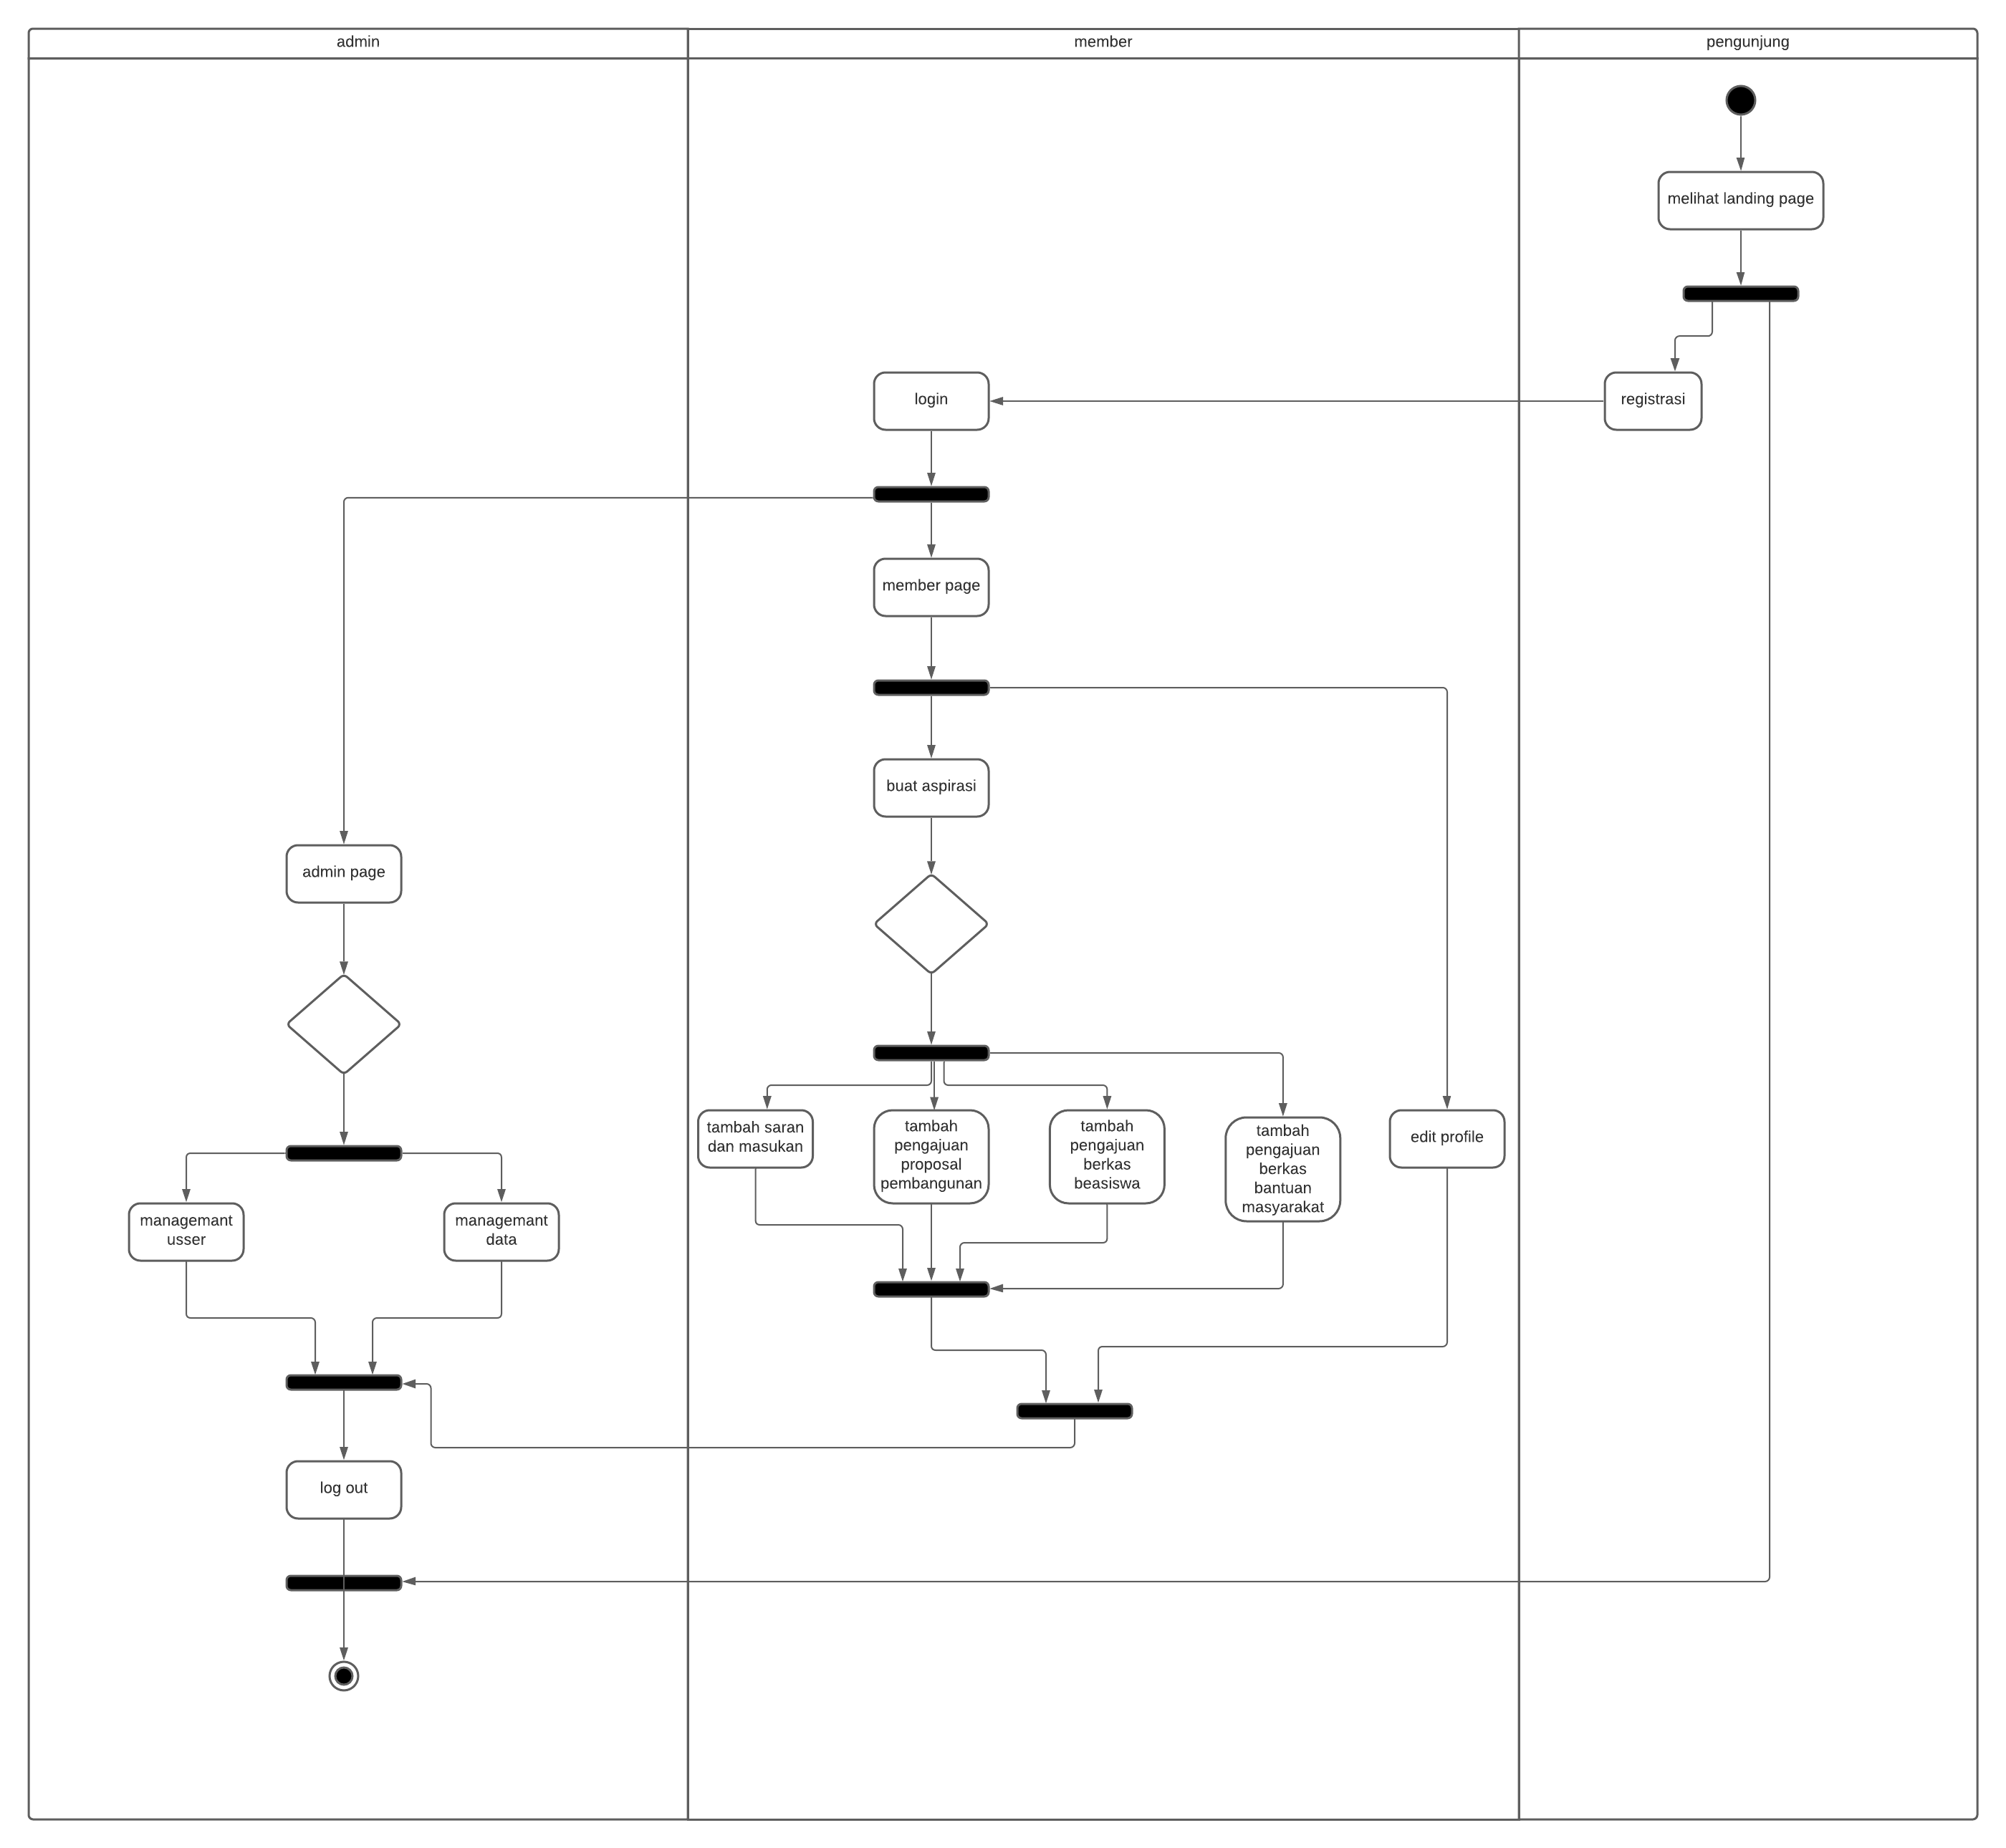 admin
member
pengunjung
melihat landing page
login
registrasi
member page
buat aspirasi
admin page
tambah saran
dan masukan
tambah
pengajuan
proposal
pembangunan
tambah
pengajuan
berkas
beasiswa
tambah
pengajuan
berkas
bantuan
masyarakat
edit profile
managemant
usser
managemant
data
log out